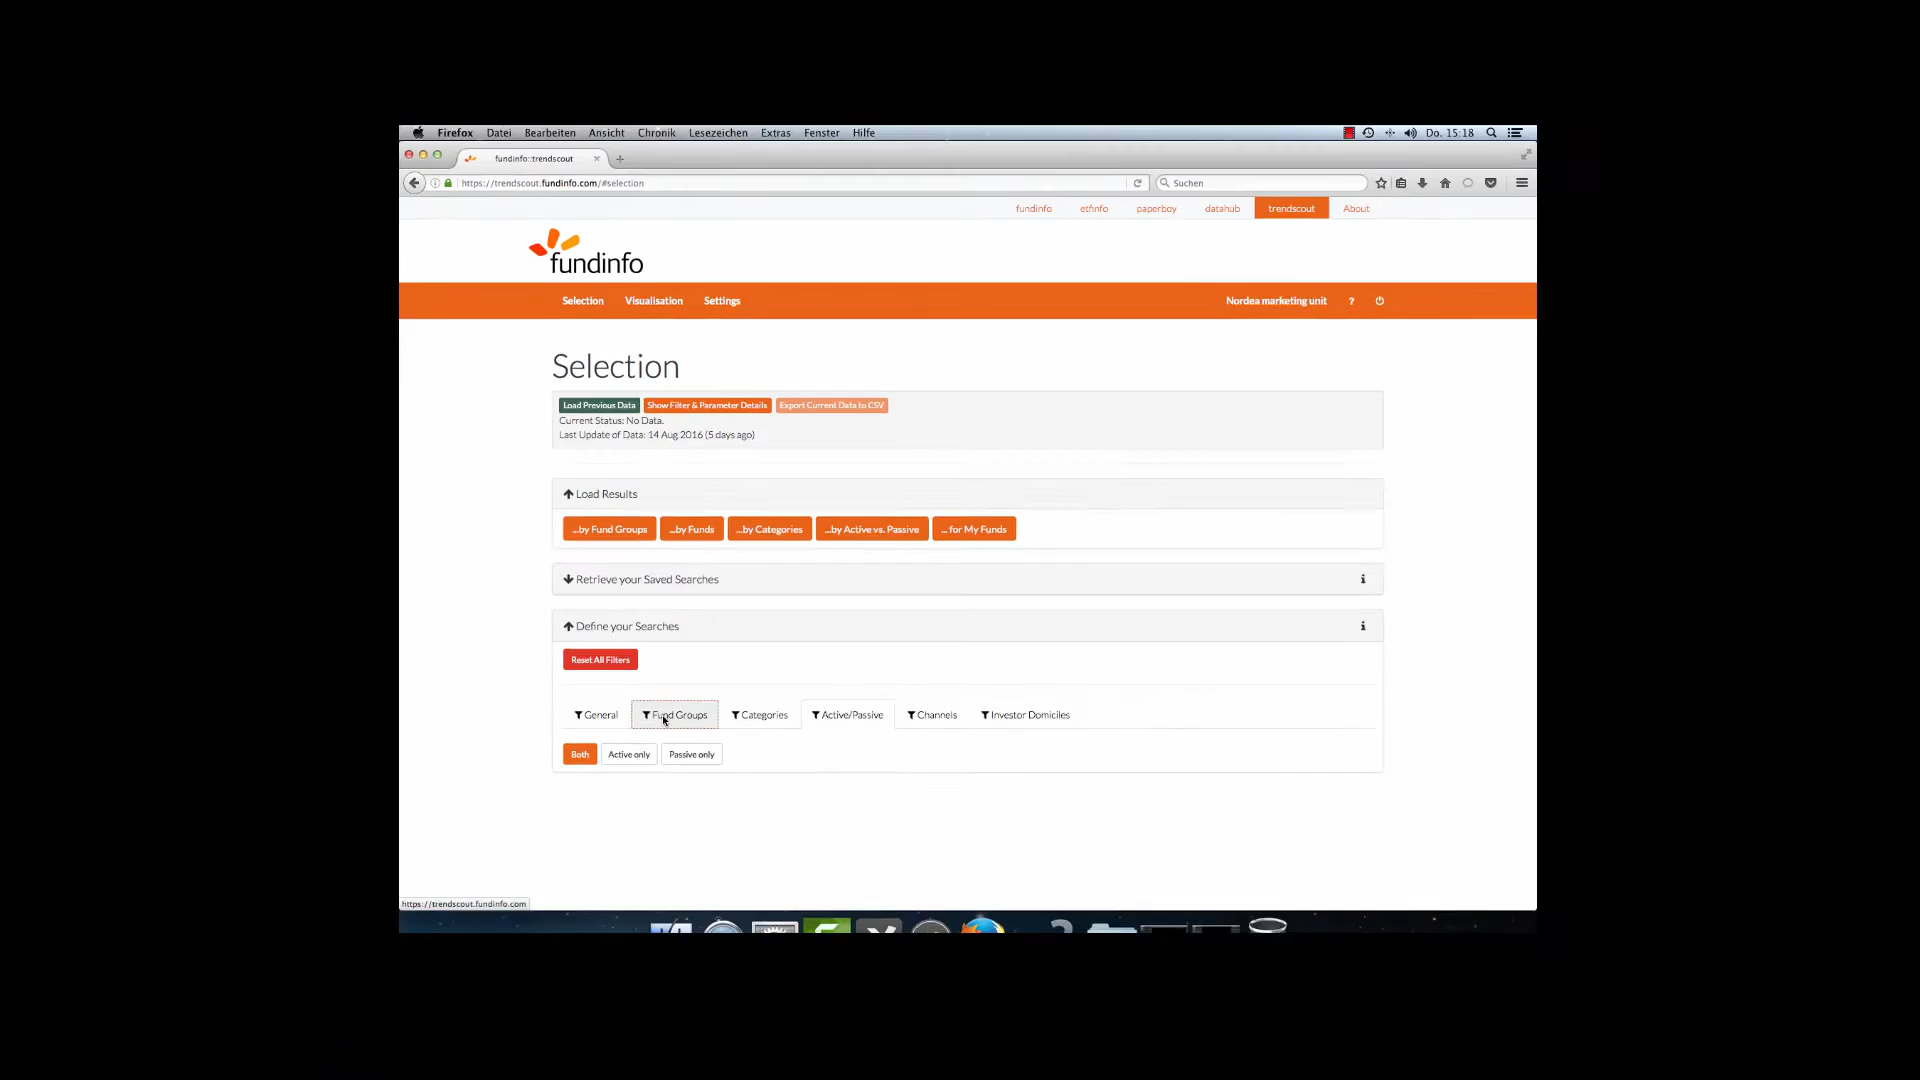 Firefox Datei Bearbeiten Ansicht Chronik Lesezeichen Extras Fenster Hilfe Do. 15:18
fundinfo::trendscout
https://trendscout.fundinfo.com/#selection Suchen
fundinfo etfinfo paperboy datahub trendscout About
fundinfo
Selection Visualisation Settings Nordea marketing unit ?
Selection
Load Previous Data Show Filter & Parameter Details Export Current Data to CSV
Current Status: No Data.
Last Update of Data: 14 Aug 2016 (5 days ago)
Load Results
...by Fund Groups ...by Funds ...by Categories ...by Active vs. Passive ... for My Funds
Retrieve your Saved Searches i
Define your Searches i
Reset All Filters
General Fund Groups Categories Active/Passive Channels Investor Domiciles
Both Active only Passive only
https://trendscout.fundinfo.com